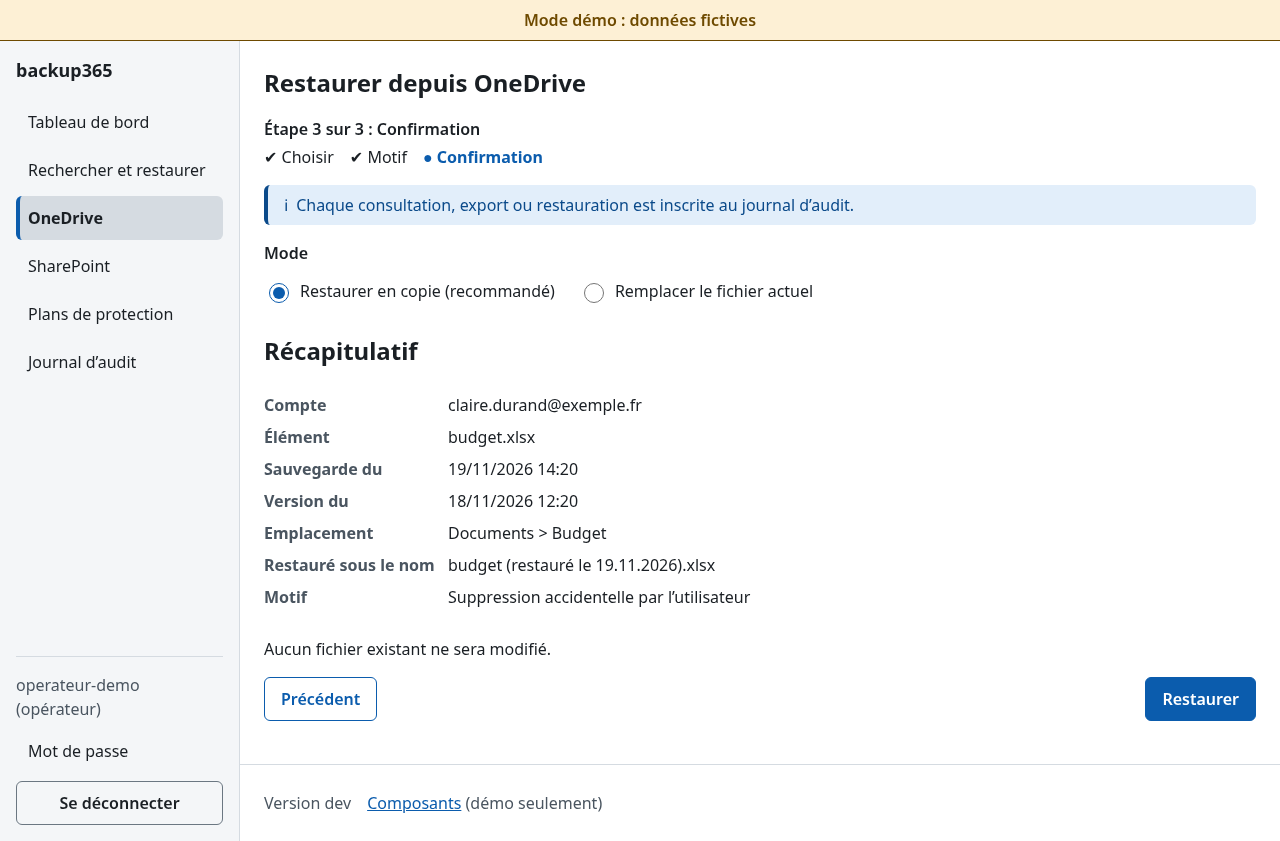 Mode démo : données fictives
backup365
Tableau de bord
Rechercher et restaurer
OneDrive
SharePoint
Plans de protection
Journal d’audit
operateur-demo
(opérateur)
Mot de passe
Se déconnecter
Restaurer depuis OneDrive
Étape 3 sur 3 : Confirmation
✔ Choisir ✔ Motif ● Confirmation
i Chaque consultation, export ou restauration est inscrite au journal d’audit.
Mode
Restaurer en copie (recommandé) Remplacer le fichier actuel
Récapitulatif
Compte claire.durand@exemple.fr
Élément budget.xlsx
Sauvegarde du 19/11/2026 14:20
Version du 18/11/2026 12:20
Emplacement Documents > Budget
Restauré sous le nom budget (restauré le 19.11.2026).xlsx
Motif Suppression accidentelle par l’utilisateur
Aucun fichier existant ne sera modifié.
Précédent Restaurer
Version dev Composants (démo seulement)